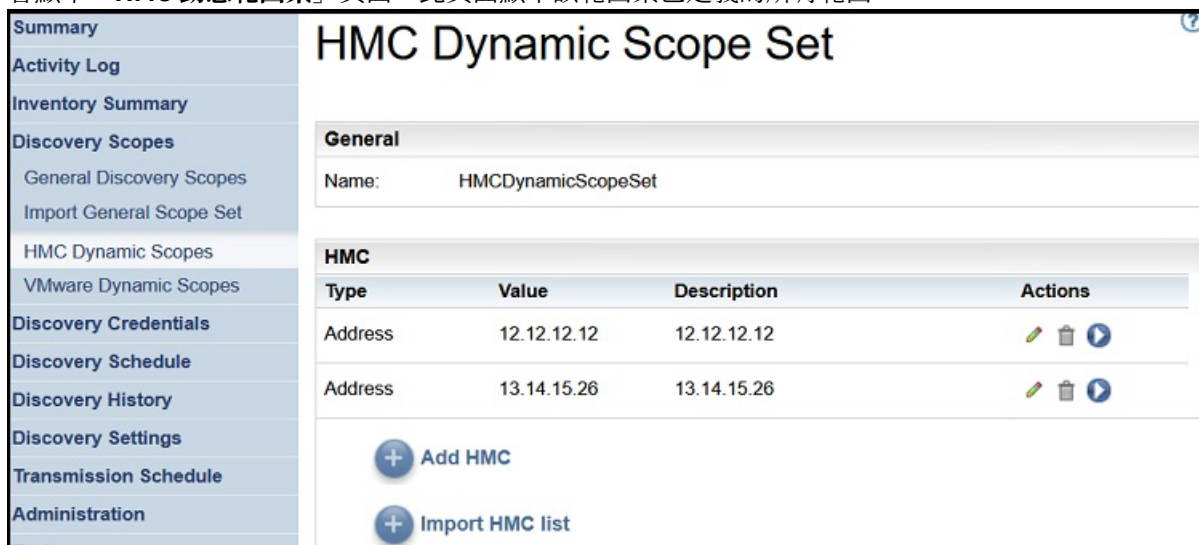 HMC Dynamic Scope Set
Summary
Activity Log
Inventory Summary
Discovery Scopes
General Discovery Scopes
Import General Scope Set
HMC Dynamic Scopes
VMware Dynamic Scopes
Discovery Credentials
Discovery Schedule
Discovery History
Discovery Settings
Transmission Schedule
Administration
General
Name: HMCDynamicScopeSet
HMC
Type Value Description Actions
Address 12.12.12.12 12.12.12.12
Address 13.14.15.26 13.14.15.26
Add HMC
Import HMC list